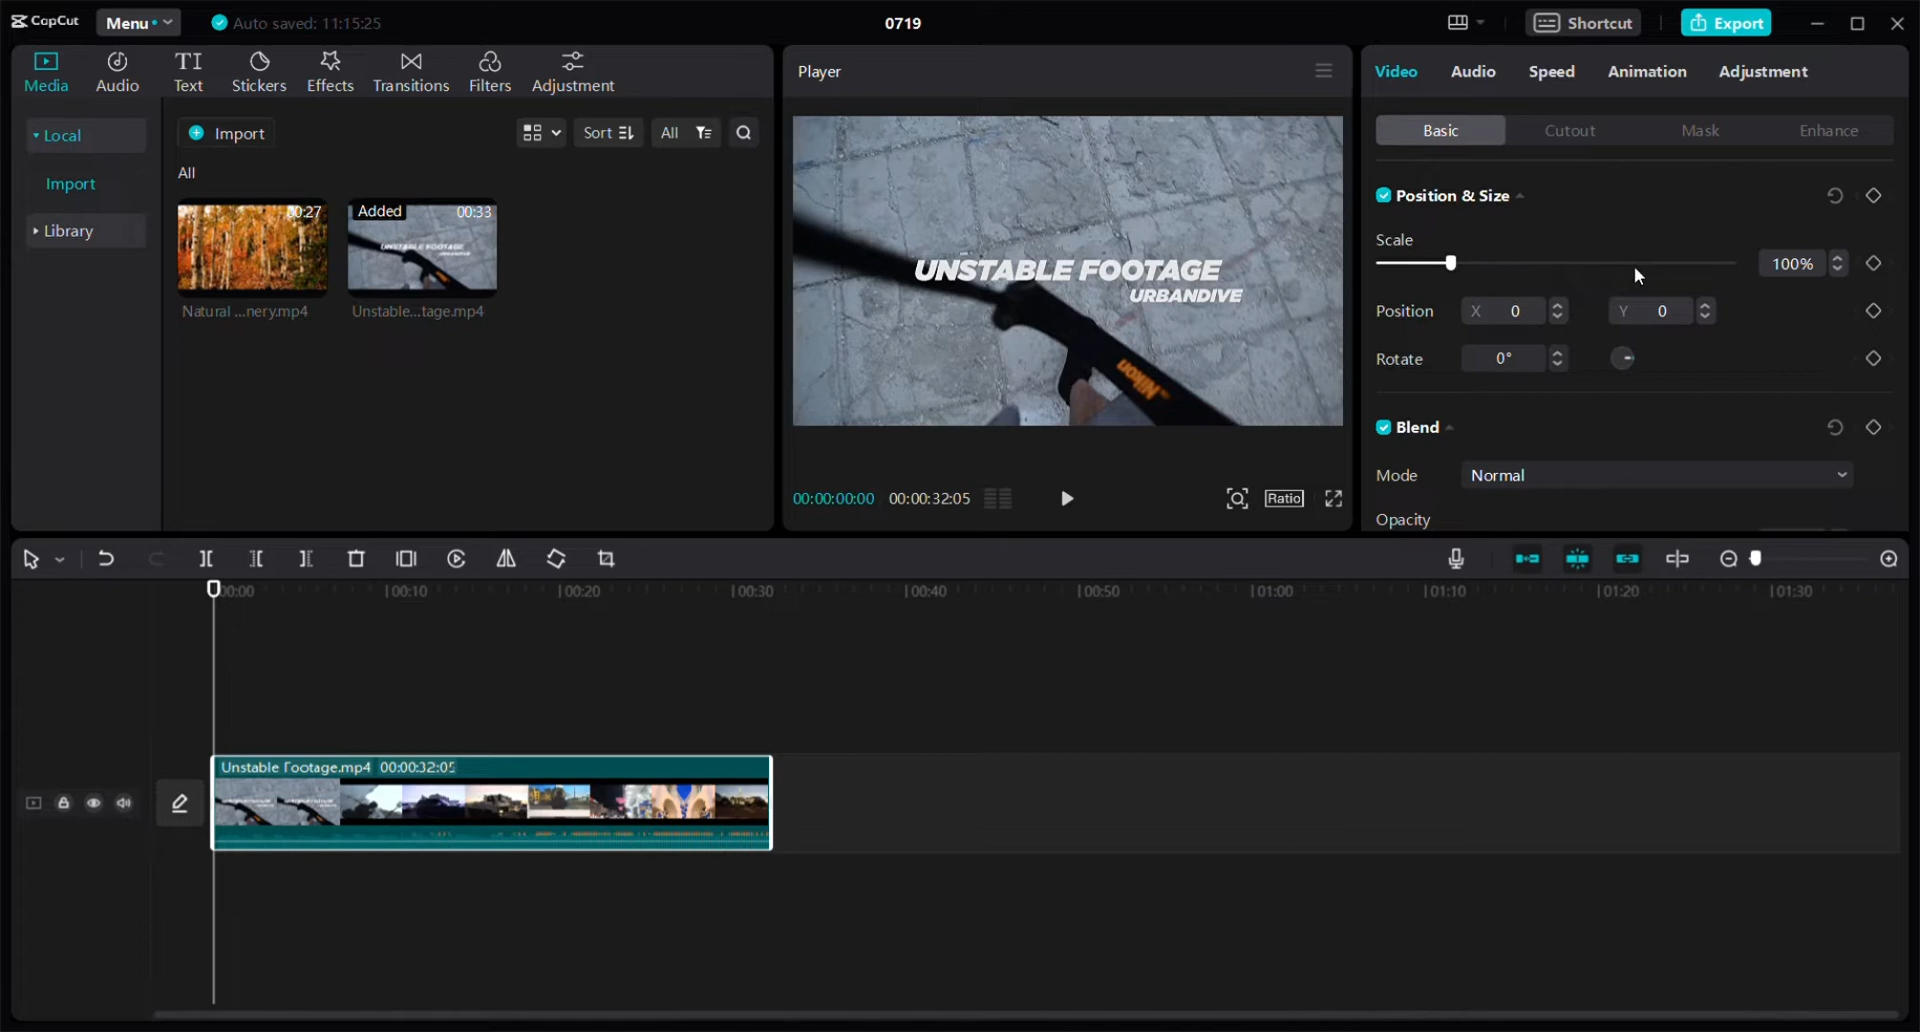 CapCut
Menu
Auto saved: 11:15:25
0719
Shortcut
Export
Media
Audio
Text
Stickers
Effects
Transitions
Filters
Adjustment
Local
Import
Library
Import
Sort
All
All
00:27
Natural ...nery.mp4
Added
00:33
Unstable...tage.mp4
Player
UNSTABLE FOOTAGE
URBANDIVE
Nikon
00:00:00:00
00:00:32:05
Ratio
Video
Audio
Speed
Animation
Adjustment
Basic
Cutout
Mask
Enhance
Position & Size
Scale
100%
Position
X 0
Y 0
Rotate
0°
Blend
Mode
Normal
Opacity
00:00
00:10
00:20
00:30
00:40
00:50
01:00
01:10
01:20
01:30
Unstable Footage.mp4 00:00:32:05